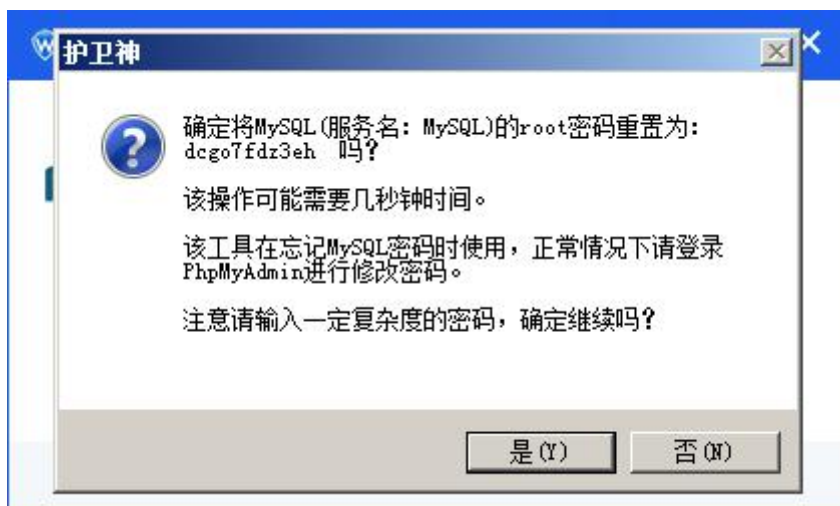 护卫神
确定将MySQL(服务名：MySQL)的root密码重置为：
dcgo7fdz3eh 吗？
该操作可能需要几秒钟时间。
该工具在忘记MySQL密码时使用，正常情况下请登录
PhpMyAdmin进行修改密码。
注意请输入一定复杂度的密码，确定继续吗？
是(Y)
否(N)